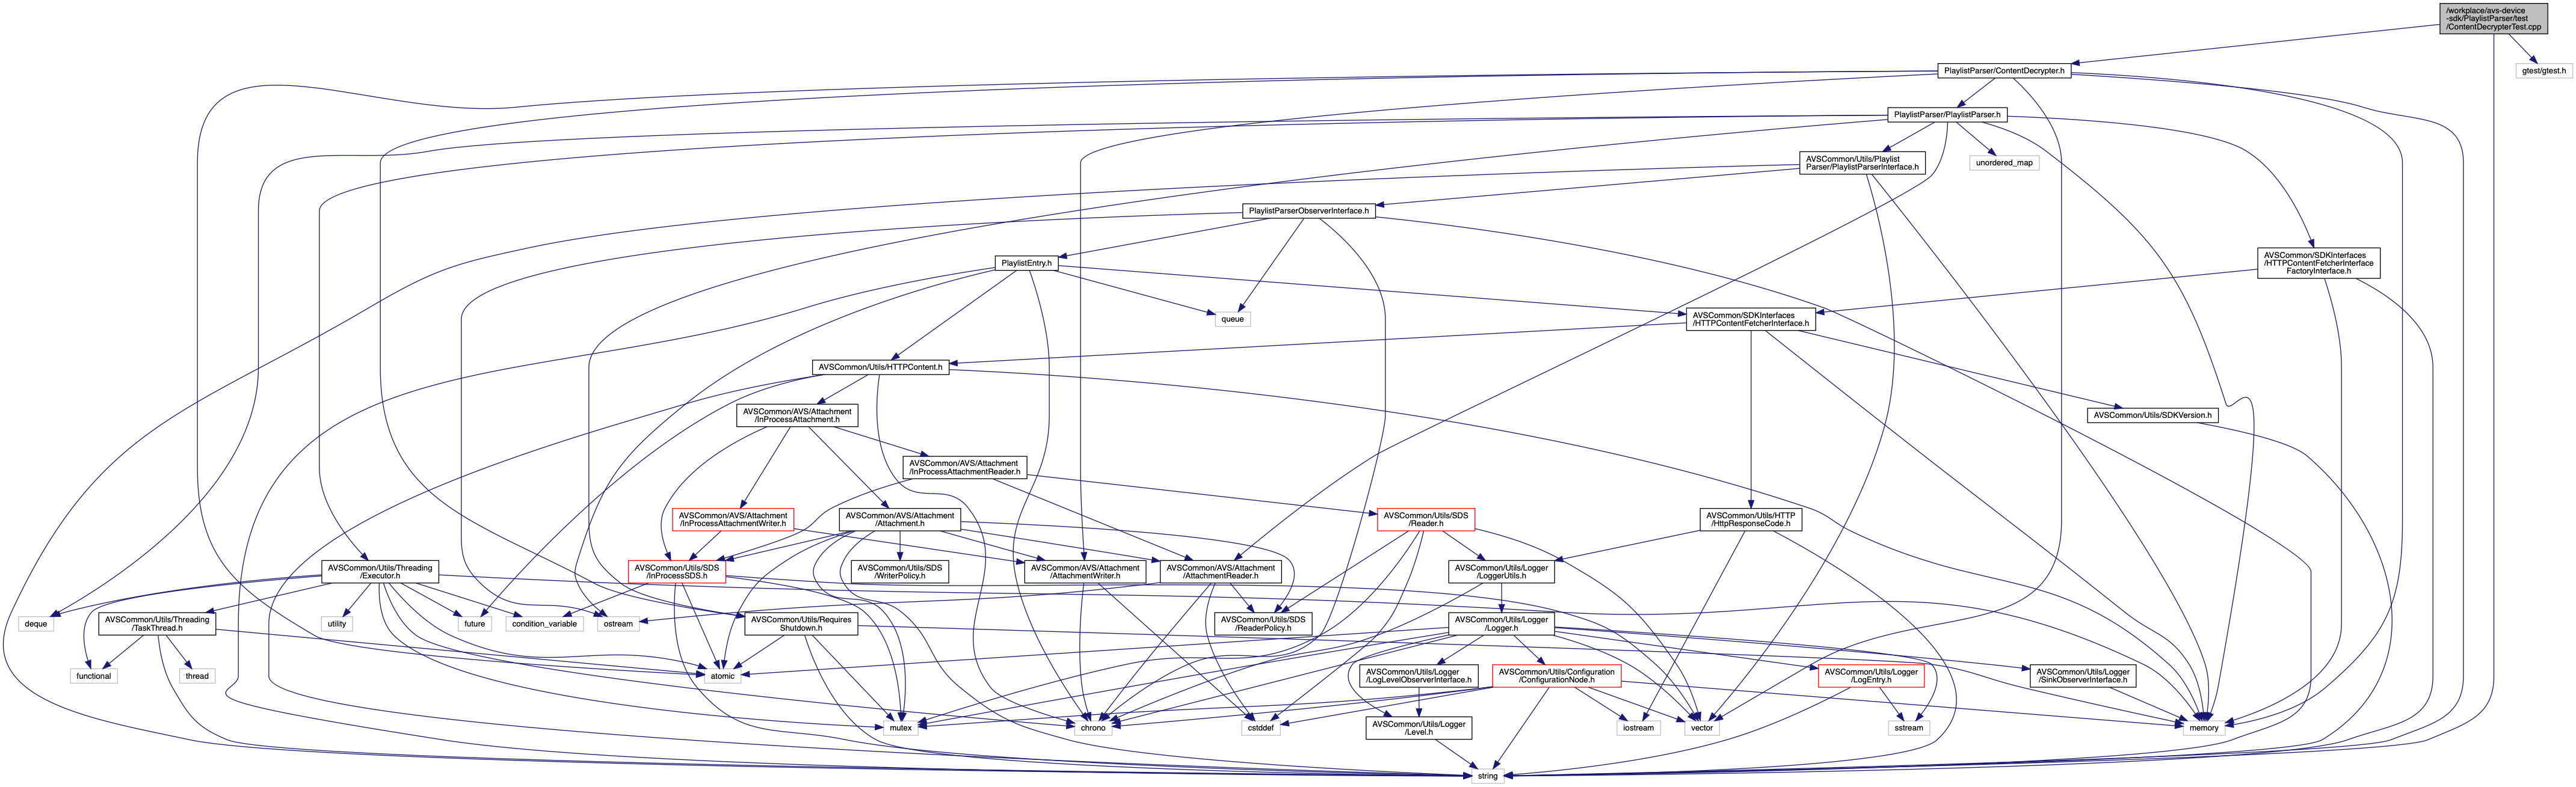 /workplace/avs-device
-sdk/PlaylistParser/test
/ContentDecrypterTest.cpp
PlaylistParser/ContentDecrypter.h
gtest/gtest.h
PlaylistParser/PlaylistParser.h
AVSCommon/Utils/Playlist
Parser/PlaylistParserInterface.h
unordered_map
PlaylistParserObserverInterface.h
PlaylistEntry.h
AVSCommon/SDKInterfaces
/HTTPContentFetcherInterface
FactoryInterface.h
queue
AVSCommon/SDKInterfaces
/HTTPContentFetcherInterface.h
AVSCommon/Utils/HTTPContent.h
AVSCommon/AVS/Attachment
/InProcessAttachment.h
AVSCommon/Utils/SDKVersion.h
AVSCommon/AVS/Attachment
/InProcessAttachmentReader.h
AVSCommon/AVS/Attachment
/InProcessAttachmentWriter.h
AVSCommon/AVS/Attachment
/Attachment.h
AVSCommon/Utils/SDS
/Reader.h
AVSCommon/Utils/HTTP
/HttpResponseCode.h
AVSCommon/Utils/Threading
/Executor.h
AVSCommon/Utils/SDS
/InProcessSDS.h
AVSCommon/Utils/SDS
/WriterPolicy.h
AVSCommon/AVS/Attachment
/AttachmentWriter.h
AVSCommon/AVS/Attachment
/AttachmentReader.h
AVSCommon/Utils/Logger
/LoggerUtils.h
deque
AVSCommon/Utils/Threading
/TaskThread.h
utility
future
condition_variable
ostream
AVSCommon/Utils/Requires
Shutdown.h
AVSCommon/Utils/SDS
/ReaderPolicy.h
AVSCommon/Utils/Logger
/Logger.h
functional
thread
atomic
AVSCommon/Utils/Logger
/LogLevelObserverInterface.h
AVSCommon/Utils/Configuration
/ConfigurationNode.h
AVSCommon/Utils/Logger
/LogEntry.h
AVSCommon/Utils/Logger
/SinkObserverInterface.h
mutex
chrono
cstddef
AVSCommon/Utils/Logger
/Level.h
iostream
vector
sstream
memory
string